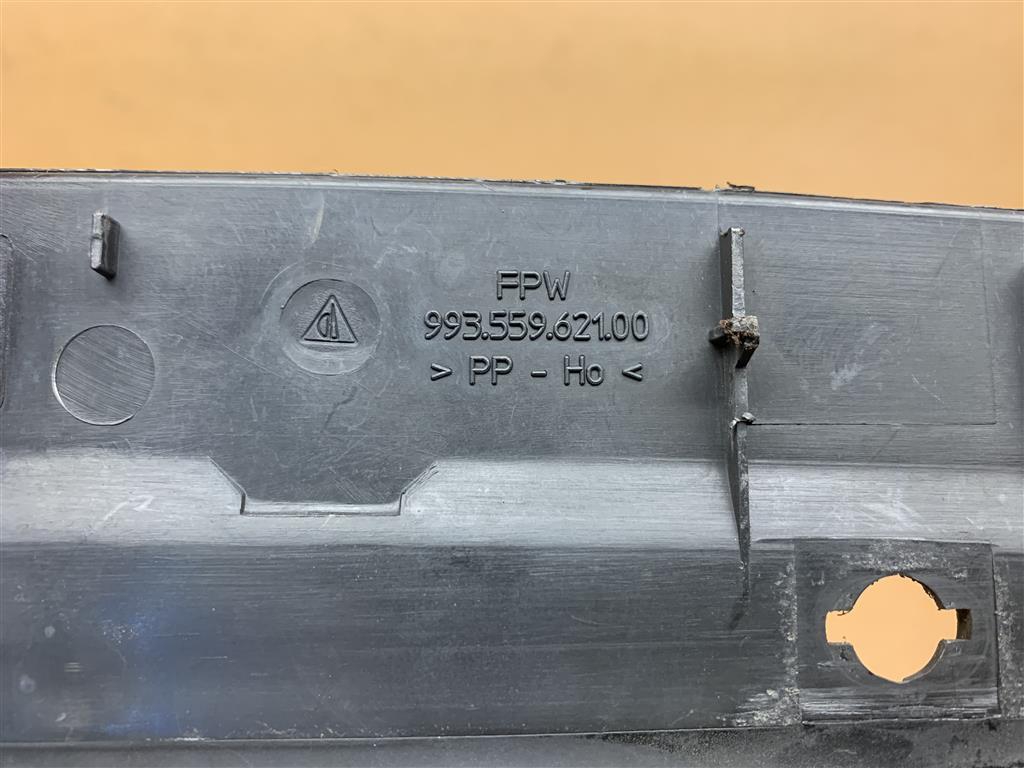 FPW
993.559.621.00
> PP - Ho <